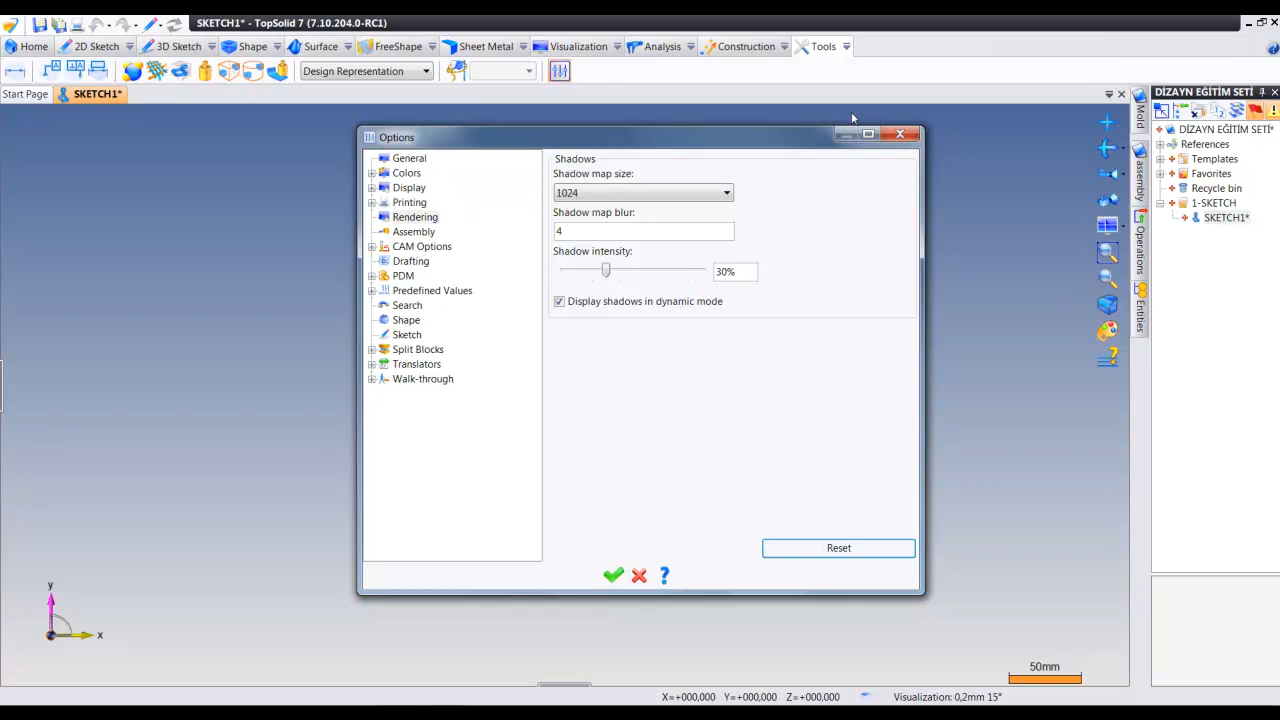 SKETCH1* - TopSolid 7 (7.10.204.0-RC1)
Home 2D Sketch 3D Sketch Shape Surface FreeShape Sheet Metal Visualization Analysis Construction Tools
Design Representation
Start Page SKETCH1*
DİZAYN EĞİTİM SETİ
DİZAYN EĞİTİM SETİ*
References
Templates
Favorites
Recycle bin
1-SKETCH
SKETCH1*
Mold
assembly
Operations
Entities
Options
General
Colors
Display
Printing
Rendering
Assembly
CAM Options
Drafting
PDM
Predefined Values
Search
Shape
Sketch
Split Blocks
Translators
Walk-through
Shadows
Shadow map size:
1024
Shadow map blur:
4
Shadow intensity:
30%
Display shadows in dynamic mode
Reset
y
x
50mm
X=+000,000 Y=+000,000 Z=+000,000 Visualization: 0,2mm 15°